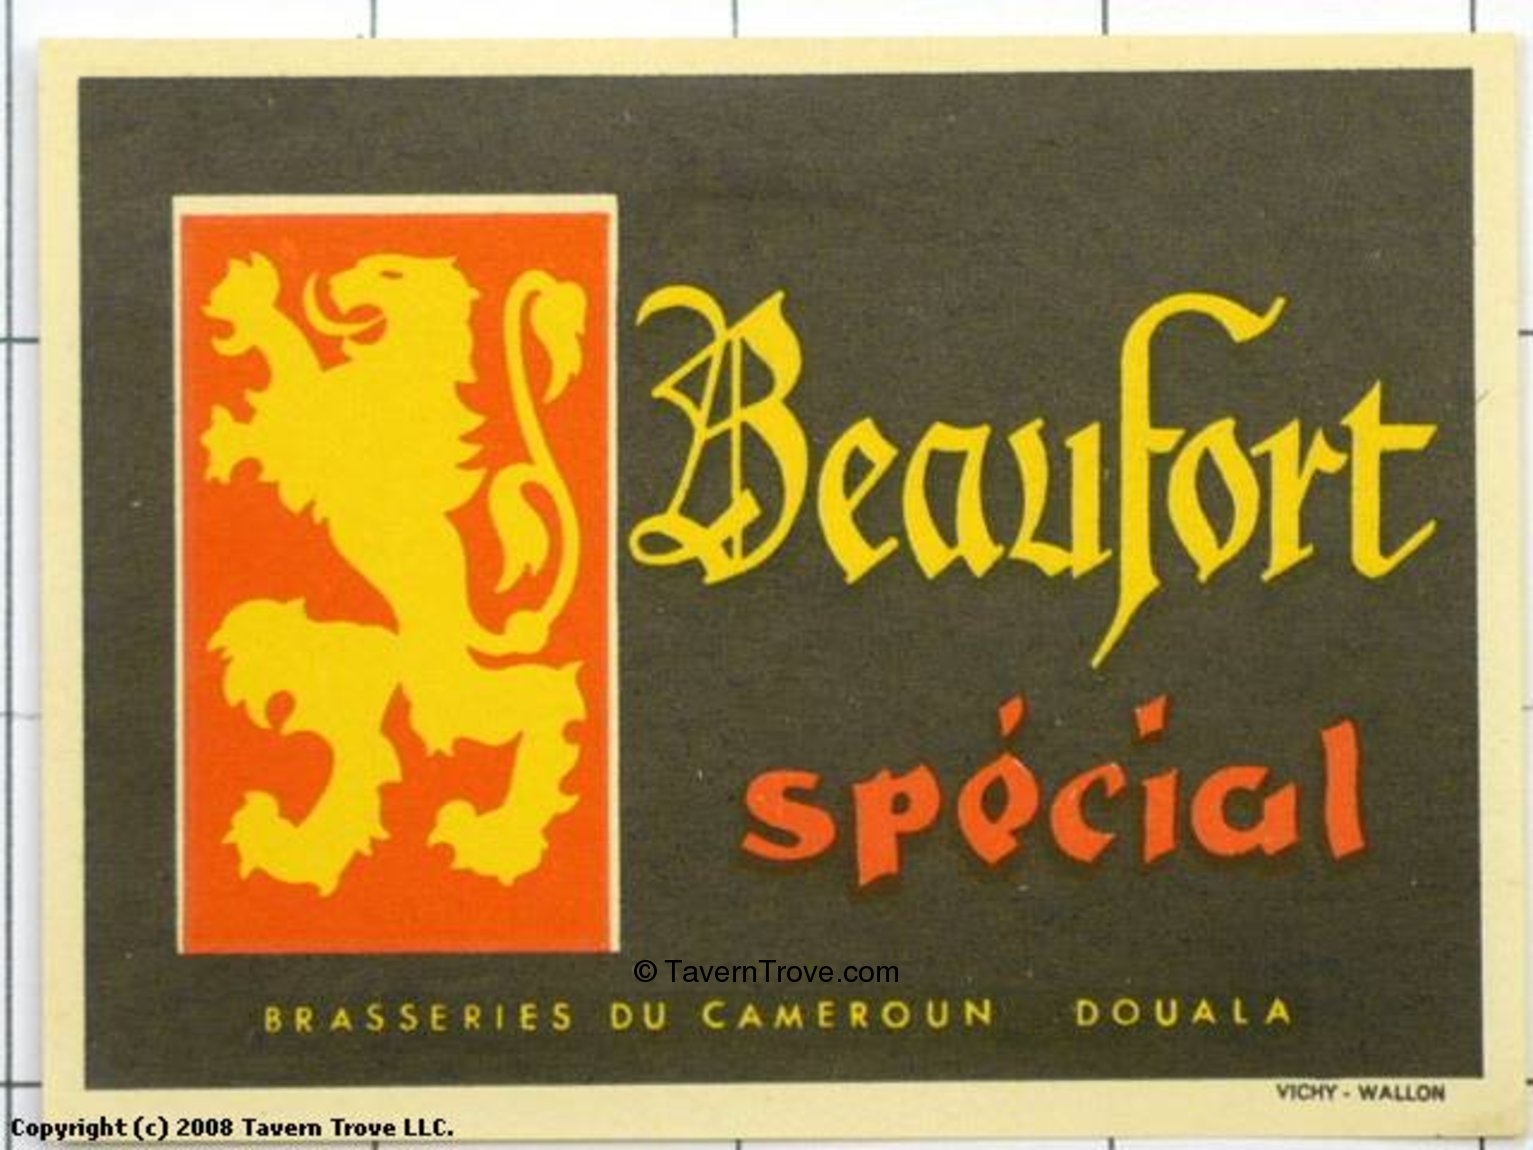 Beaufort
spécial
© TavernTrove.com
BRASSERIES DU CAMEROUN DOUALA
VICHY - WALLON
Copyright (c) 2008 Tavern Trove LLC.